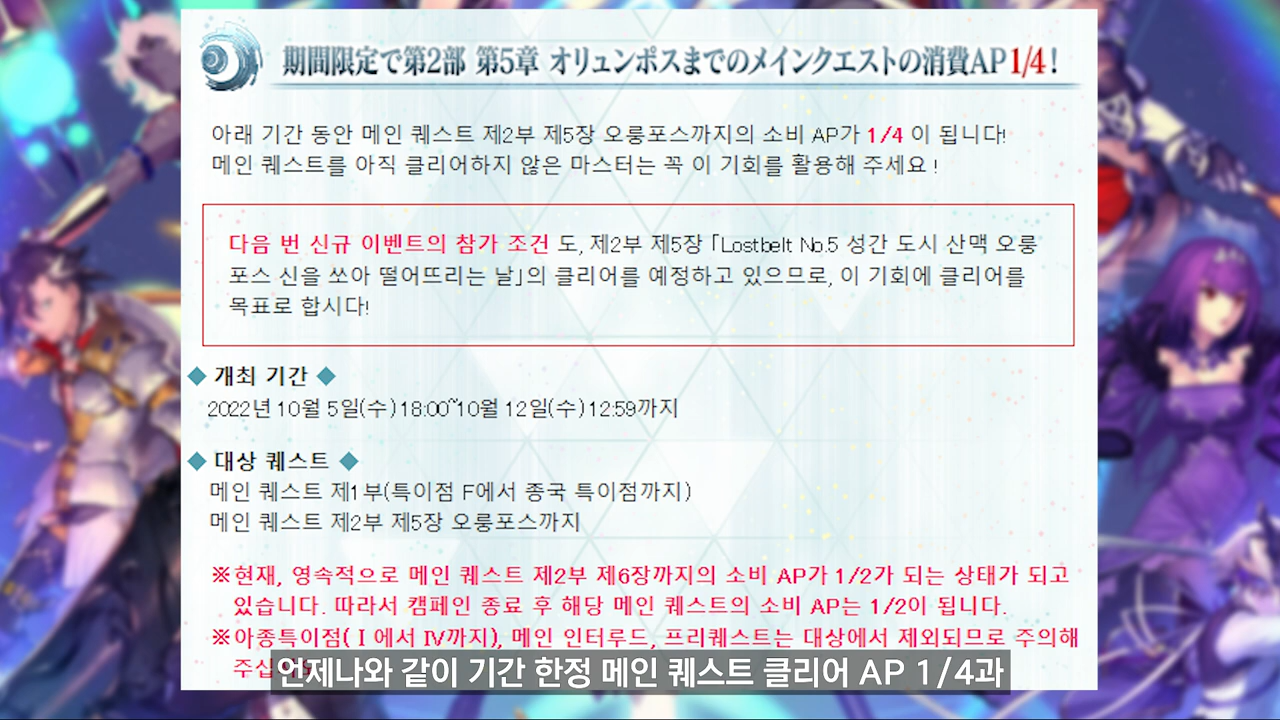 期間限定で第2部 第5章 オリュンポスまでのメインクエストの消費AP1/4!
아래 기간 동안 메인 퀘스트 제2부 제5장 오룽포스까지의 소비 AP가 1/4 이 됩니다!
메인 퀘스트를 아직 클리어하지 않은 마스터는 꼭 이 기회를 활용해 주세요 !
다음 번 신규 이벤트의 참가 조건 도, 제2부 제5장 「Lostbelt No.5 성간 도시 산맥 오룽
포스 신을 쏘아 떨어뜨리는 날」의 클리어를 예정하고 있으므로, 이 기회에 클리어를
목표로 합시다!
◆ 개최 기간 ◆
2022년 10월 5일(수) 18:00~10월 12일(수) 12:59까지
◆ 대상 퀘스트 ◆
메인 퀘스트 제1부(특이점 F에서 종국 특이점까지)
메인 퀘스트 제2부 제5장 오룽포스까지
※현재, 영속적으로 메인 퀘스트 제2부 제6장까지의 소비 AP가 1/2가 되는 상태가 되고
있습니다. 따라서 캠페인 종료 후 해당 메인 퀘스트의 소비 AP는 1/2이 됩니다.
※아종특이점(Ⅰ에서 Ⅳ까지), 메인 인터루드, 프리퀘스트는 대상에서 제외되므로 주의해
언제나와 같이 기간 한정 메인 퀘스트 클리어 AP 1/4과